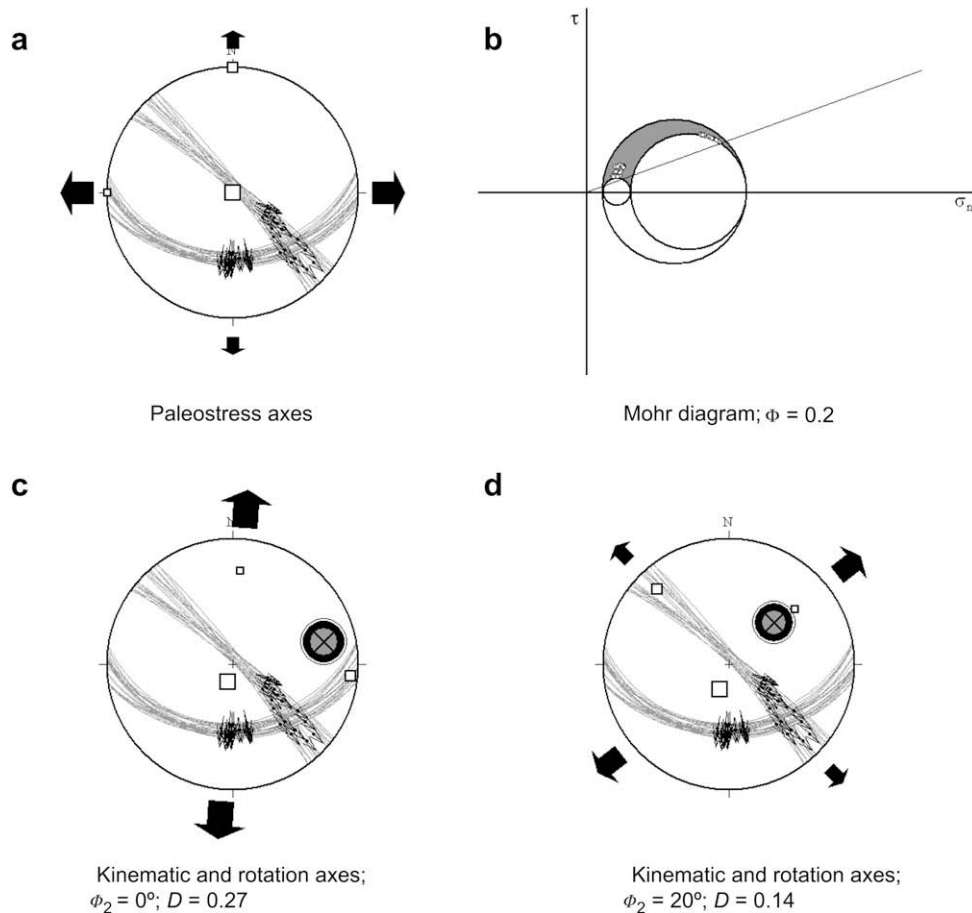 a
N
Paleostress axes
b
τ
σn
Mohr diagram; Φ = 0.2
c
N
Kinematic and rotation axes;
ϕ2 = 0º; D = 0.27
d
N
Kinematic and rotation axes;
ϕ2 = 20º; D = 0.14